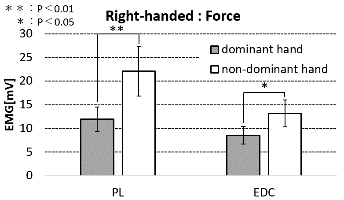 ＊＊：P＜0.01
＊：P＜0.05
Right-handed : Force
EMG[mV]
30
25
20
15
10
5
0
**
*
dominant hand
non-dominant hand
PL
EDC